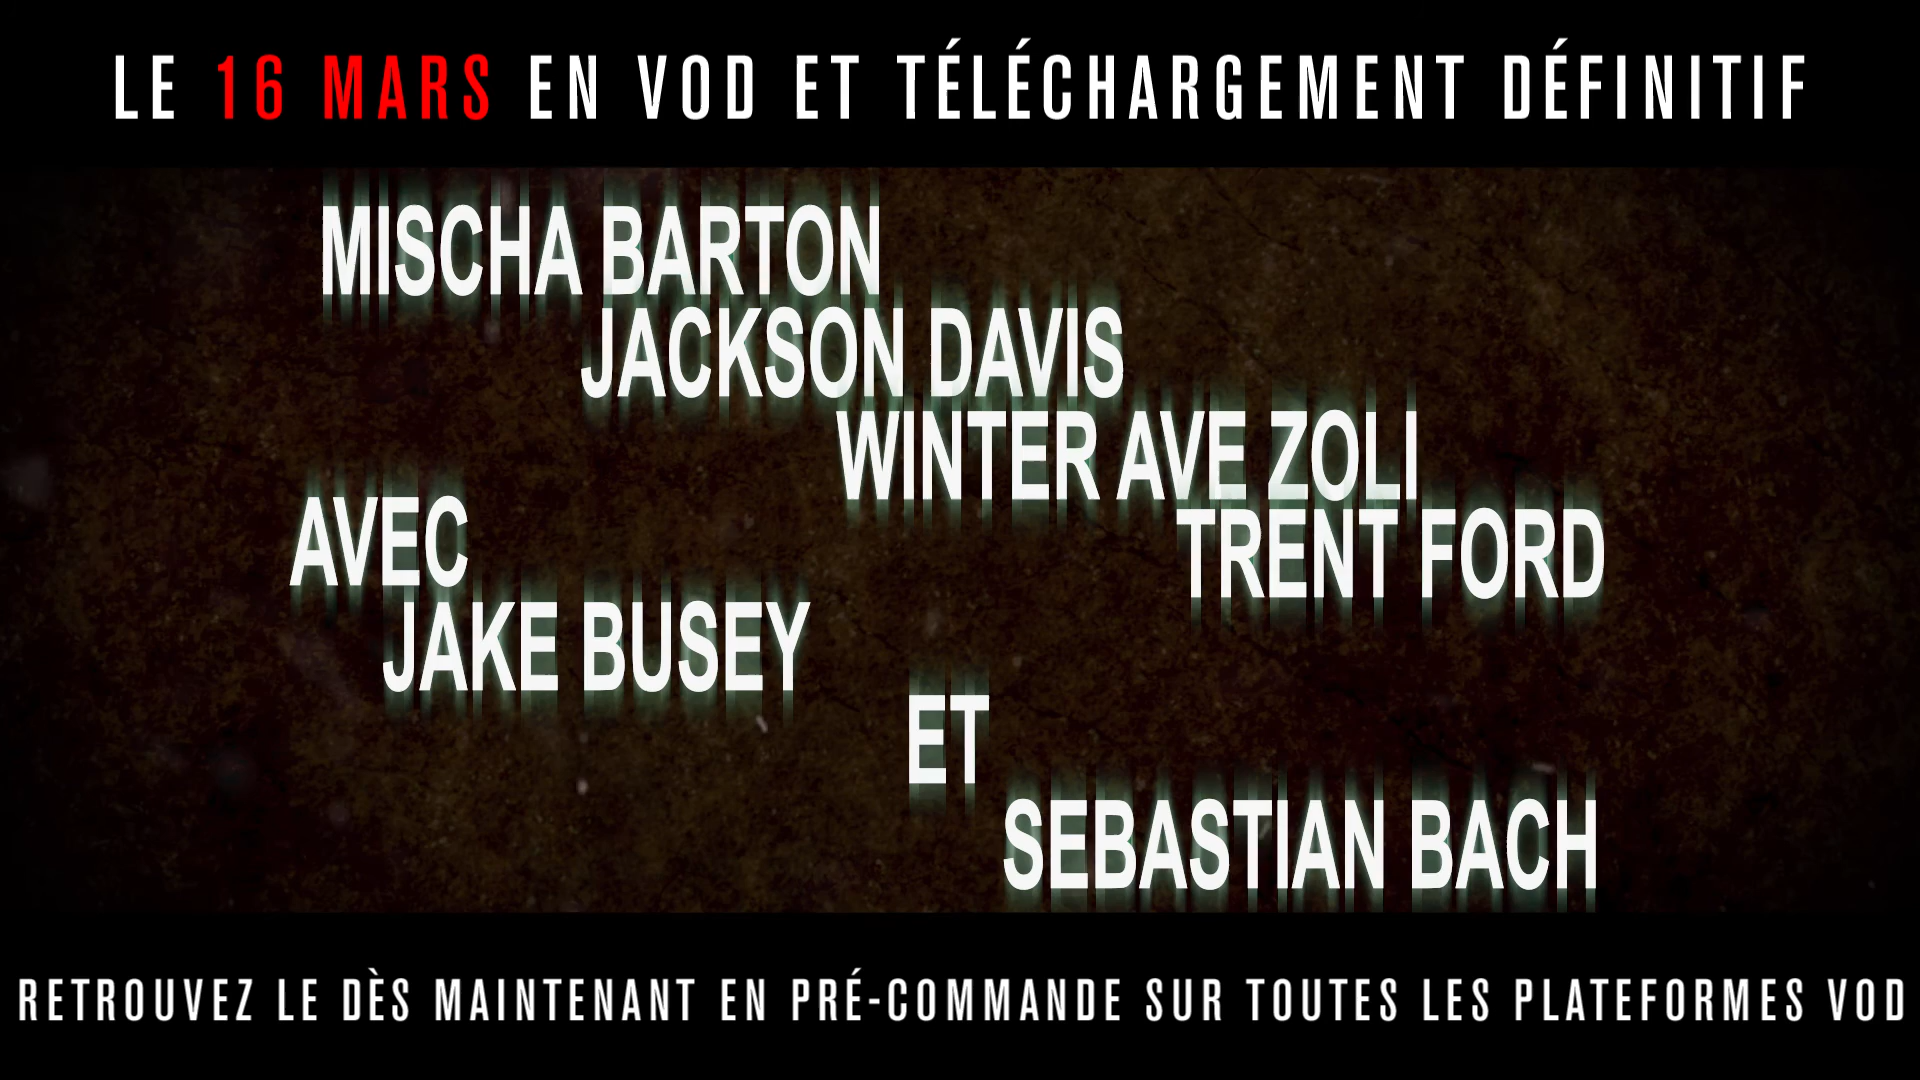 LE 16 MARS EN VOD ET TÉLÉCHARGEMENT DÉFINITIF
MISCHA BARTON
JACKSON DAVIS
WINTER AVE ZOLI
TRENT FORD
AVEC
JAKE BUSEY
ET
SEBASTIAN BACH
RETROUVEZ LE DÈS MAINTENANT EN PRÉ-COMMANDE SUR TOUTES LES PLATEFORMES VOD